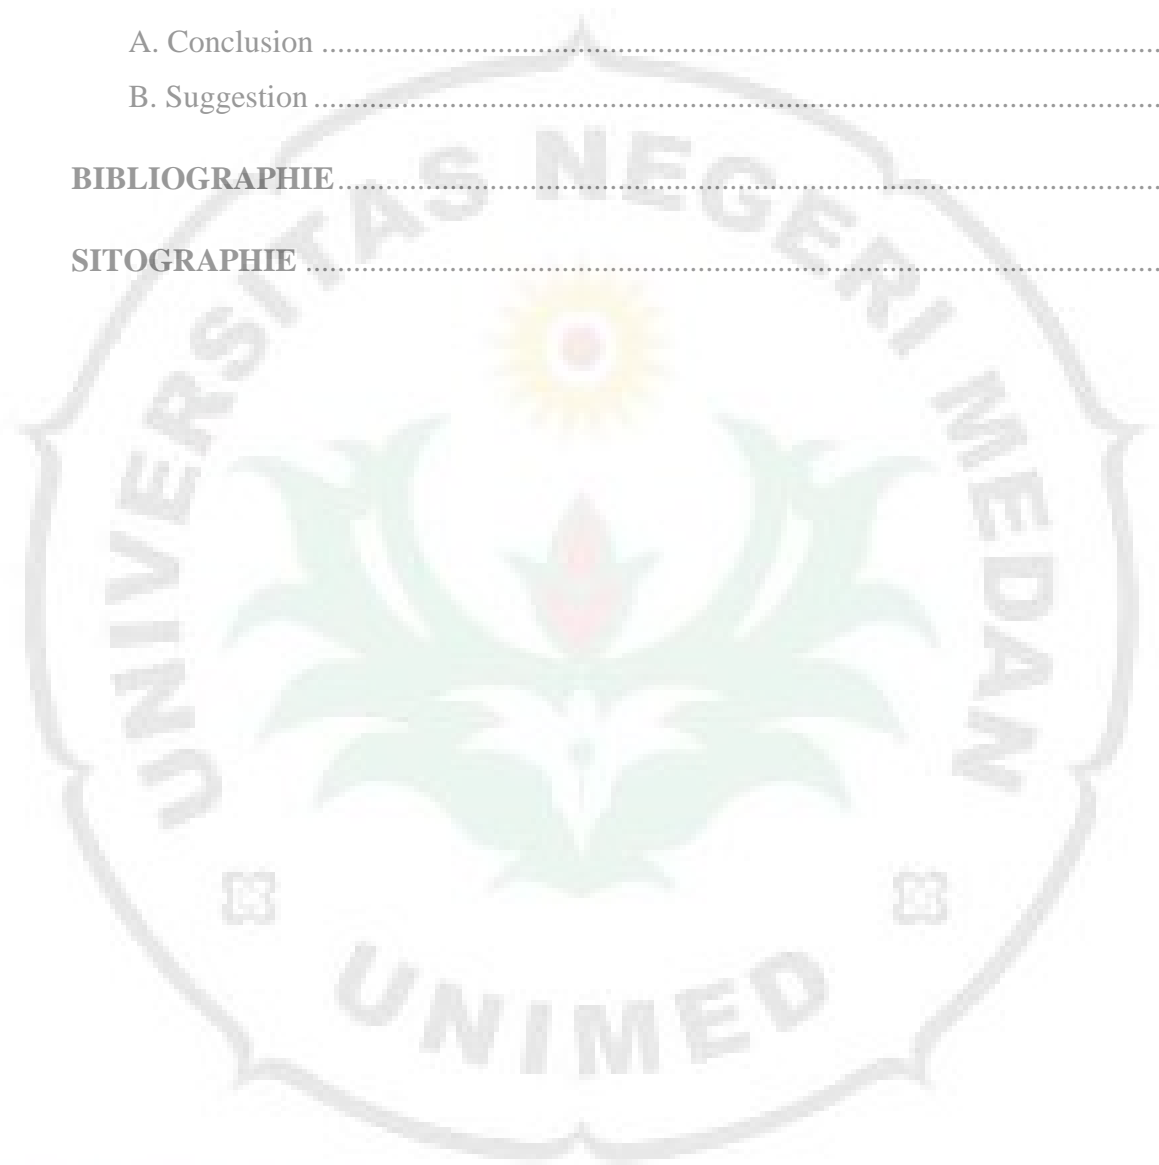 A. Conclusion ........................................................................................................
B. Suggestion ........................................................................................................
BIBLIOGRAPHIE ........................................................................................................
SITOGRAPHIE ........................................................................................................
UNIVERSITAS NEGERI MEDAN
UNIMED